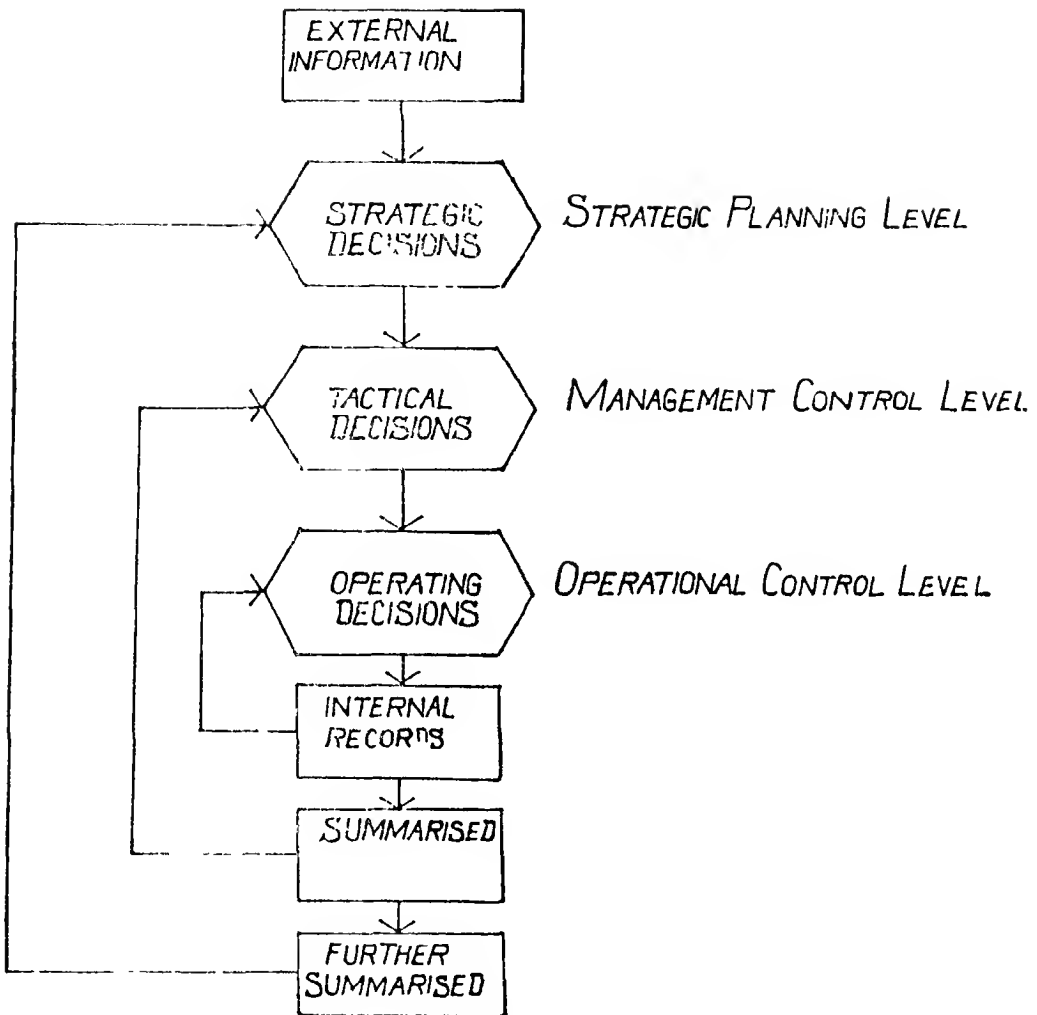 EXTERNAL
INFORMATION
STRATEGIC
DECISIONS
STRATEGIC PLANNING LEVEL
TACTICAL
DECISIONS
MANAGEMENT CONTROL LEVEL
OPERATING
DECISIONS
OPERATIONAL CONTROL LEVEL
INTERNAL
RECORDS
SUMMARISED
FURTHER
SUMMARISED